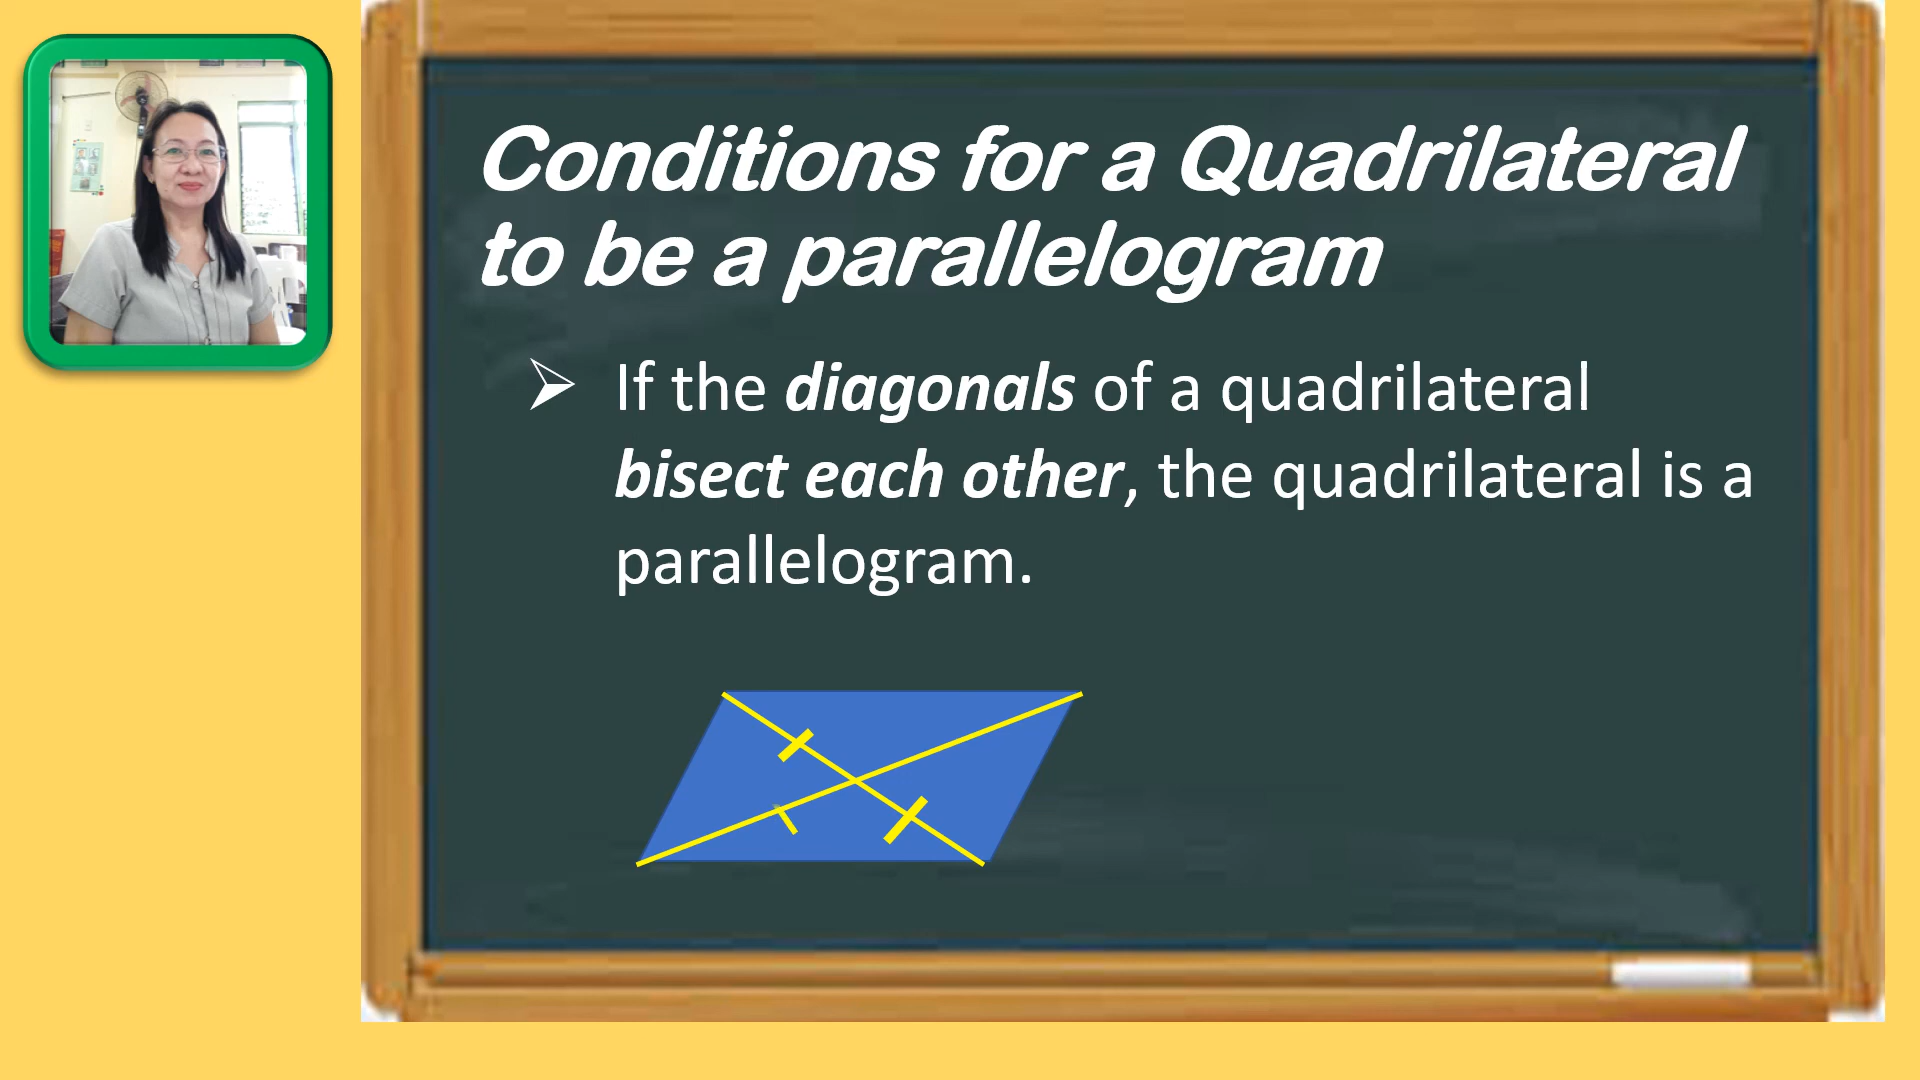 Conditions for a Quadrilateral
to be a parallelogram
If the diagonals of a quadrilateral
bisect each other, the quadrilateral is a
parallelogram.